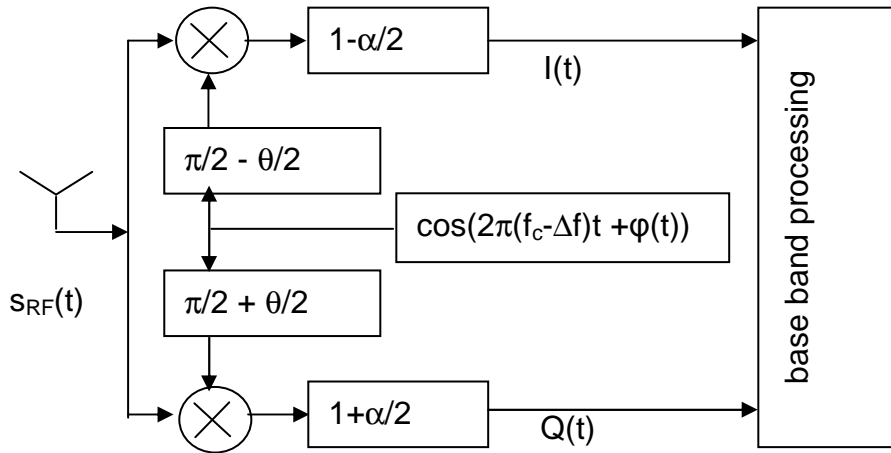 1-α/2
I(t)
π/2 - θ/2
cos(2π(fc-Δf)t +φ(t))
sRF(t)
π/2 + θ/2
1+α/2
Q(t)
base band processing